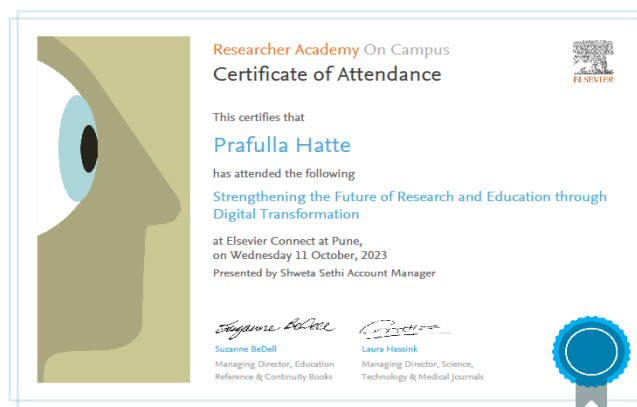 Researcher Academy On Campus
Certificate of Attendance
ELSEVIER
This certifies that
Prafulla Hatte
has attended the following
Strengthening the Future of Research and Education through
Digital Transformation
at Elsevier Connect at Pune,
on Wednesday 11 October, 2023
Presented by Shweta Sethi Account Manager
Suzanne BeDell
Suzanne BeDell
Managing Director, Education
Reference & Continuity Books
Laura Hassink
Managing Director, Science,
Technology & Medical Journals